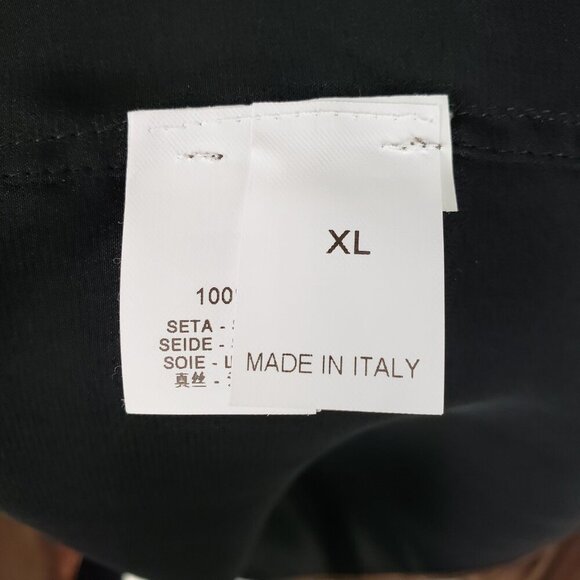 100
SETA -
SEIDE -
SOIE -
真丝 -
XL
MADE IN ITALY